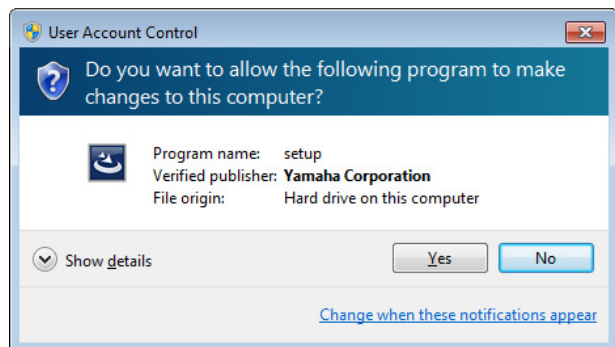 User Account Control
Do you want to allow the following program to make
changes to this computer?
Program name: setup
Verified publisher: Yamaha Corporation
File origin: Hard drive on this computer
Show details
Yes
No
Change when these notifications appear